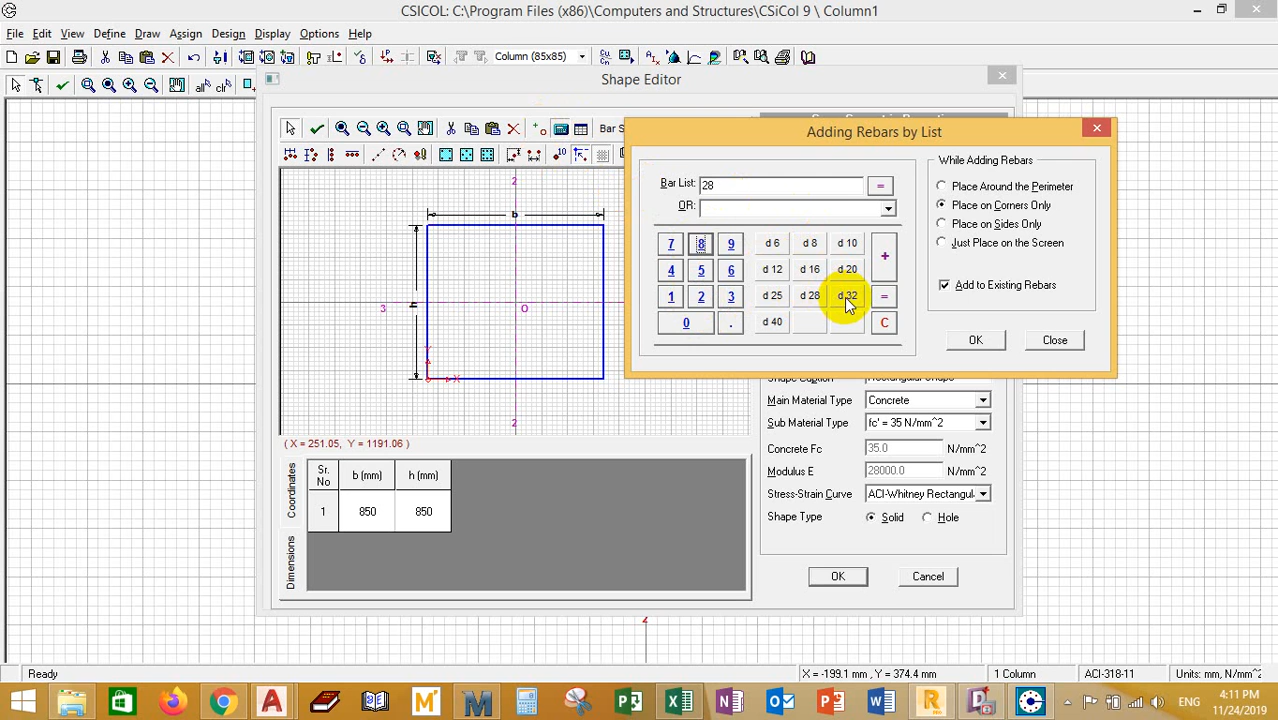 CSICOL: C:\Program Files (x86)\Computers and Structures\CSiCol 9 \ Column1
File Edit View Define Draw Assign Design Display Options Help
Column (85x85)
Shape Editor
Adding Rebars by List
While Adding Rebars
Bar List: 28 =
OR:
Place Around the Perimeter
Place on Corners Only
Place on Sides Only
Just Place on the Screen
Add to Existing Rebars
7 8 9 d 6 d 8 d 10 +
4 5 6 d 12 d 16 d 20
1 2 3 d 25 d 28 d 32 =
0 . d 40 C
OK Close
2
b
h
3
O
Y
X
2
( X = 251.05, Y = 1191.06 )
Coordinates
Dimensions
Sr. No b (mm) h (mm)
1 850 850
Main Material Type Concrete
Sub Material Type fc' = 35 N/mm^2
Concrete Fc 35.0 N/mm^2
Modulus E 28000.0 N/mm^2
Stress-Strain Curve ACI-Whitney Rectangul
Shape Type Solid Hole
OK Cancel
Ready X = -199.1 mm, Y = 374.4 mm 1 Column ACI-318-11 Units: mm, N/mm^
ENG
4:11 PM
11/24/2019